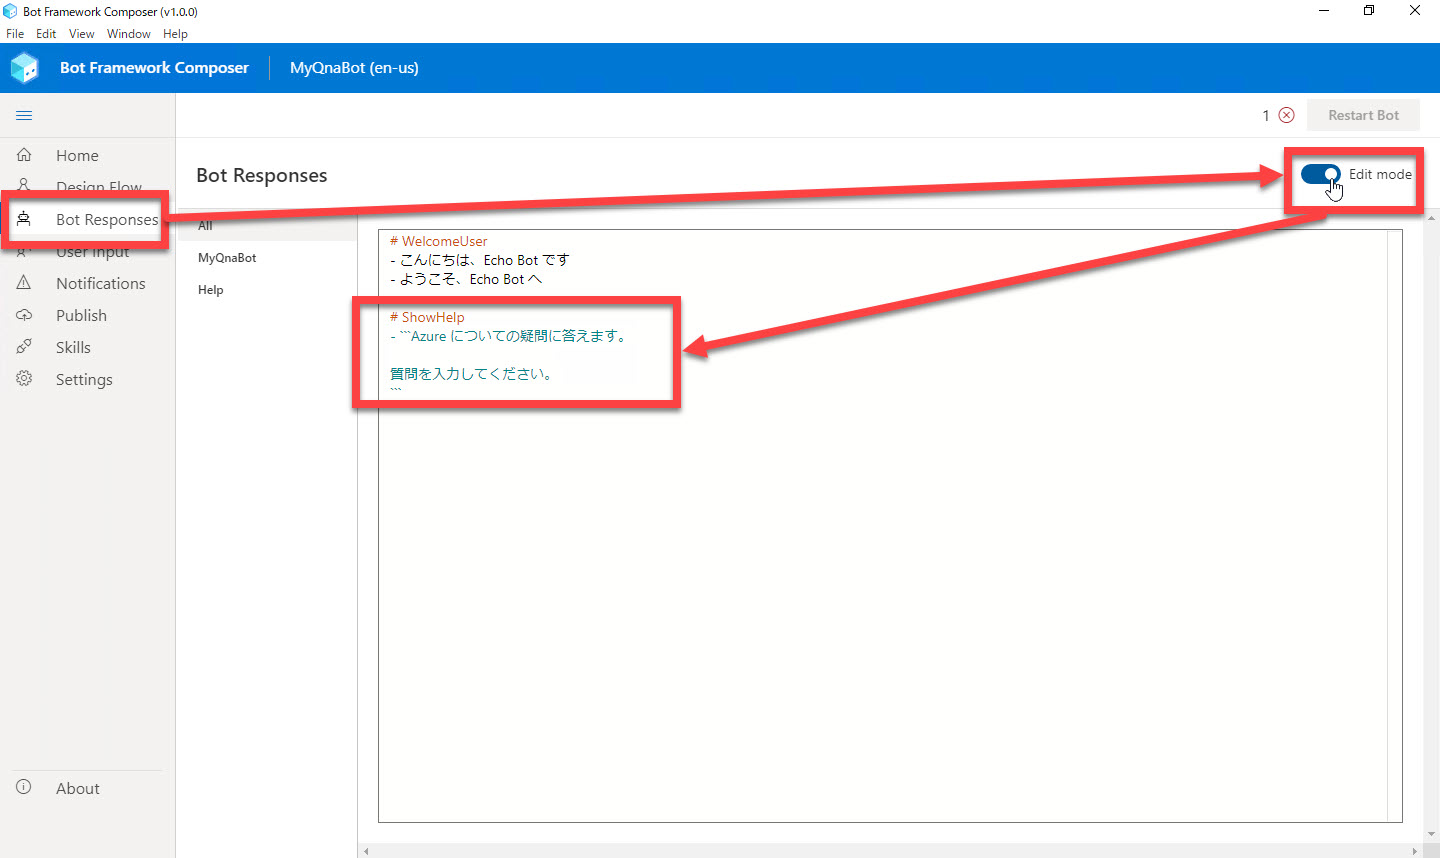 Bot Framework Composer (v1.0.0)
File Edit View Window Help
Bot Framework Composer MyQnaBot (en-us)
1 Restart Bot
Home
Design Flow
Bot Responses
User Input
Notifications
Publish
Skills
Settings
About
Bot Responses
Edit mode
All
MyQnaBot
Help
# WelcomeUser
- こんにちは、Echo Bot です
- ようこそ、Echo Bot へ
# ShowHelp
- ```Azure についての疑問に答えます。
質問を入力してください。
```